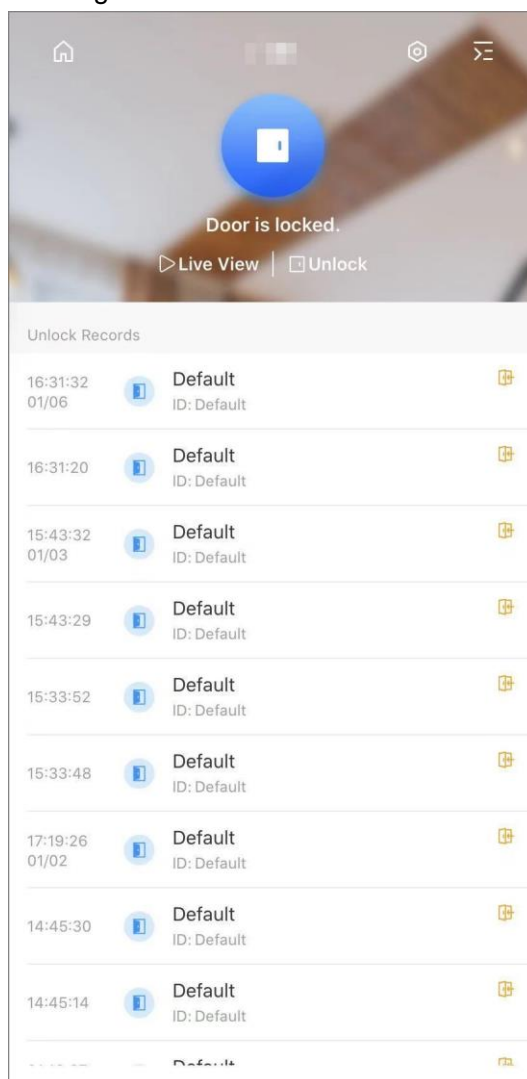 Door is locked.
Live View
Unlock
Unlock Records
16:31:32
01/06
Default
ID: Default
16:31:20
Default
ID: Default
15:43:32
01/03
Default
ID: Default
15:43:29
Default
ID: Default
15:33:52
Default
ID: Default
15:33:48
Default
ID: Default
17:19:26
01/02
Default
ID: Default
14:45:30
Default
ID: Default
14:45:14
Default
ID: Default
Default